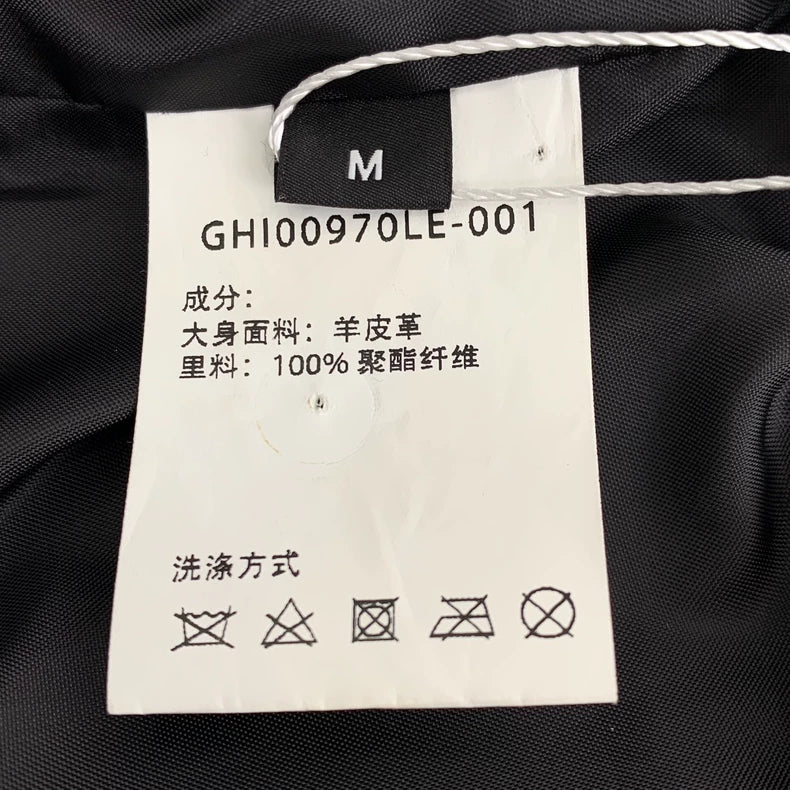 M
GHI00970LE-001
成分：
大身面料：羊皮革
里料：100% 聚酯纤维
洗涤方式